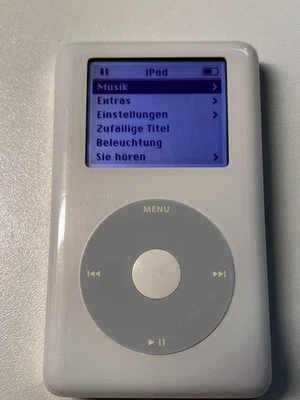 iPod
Musik
Extras
Einstellungen
Zufällige Titel
Beleuchtung
Sie hören
MENU